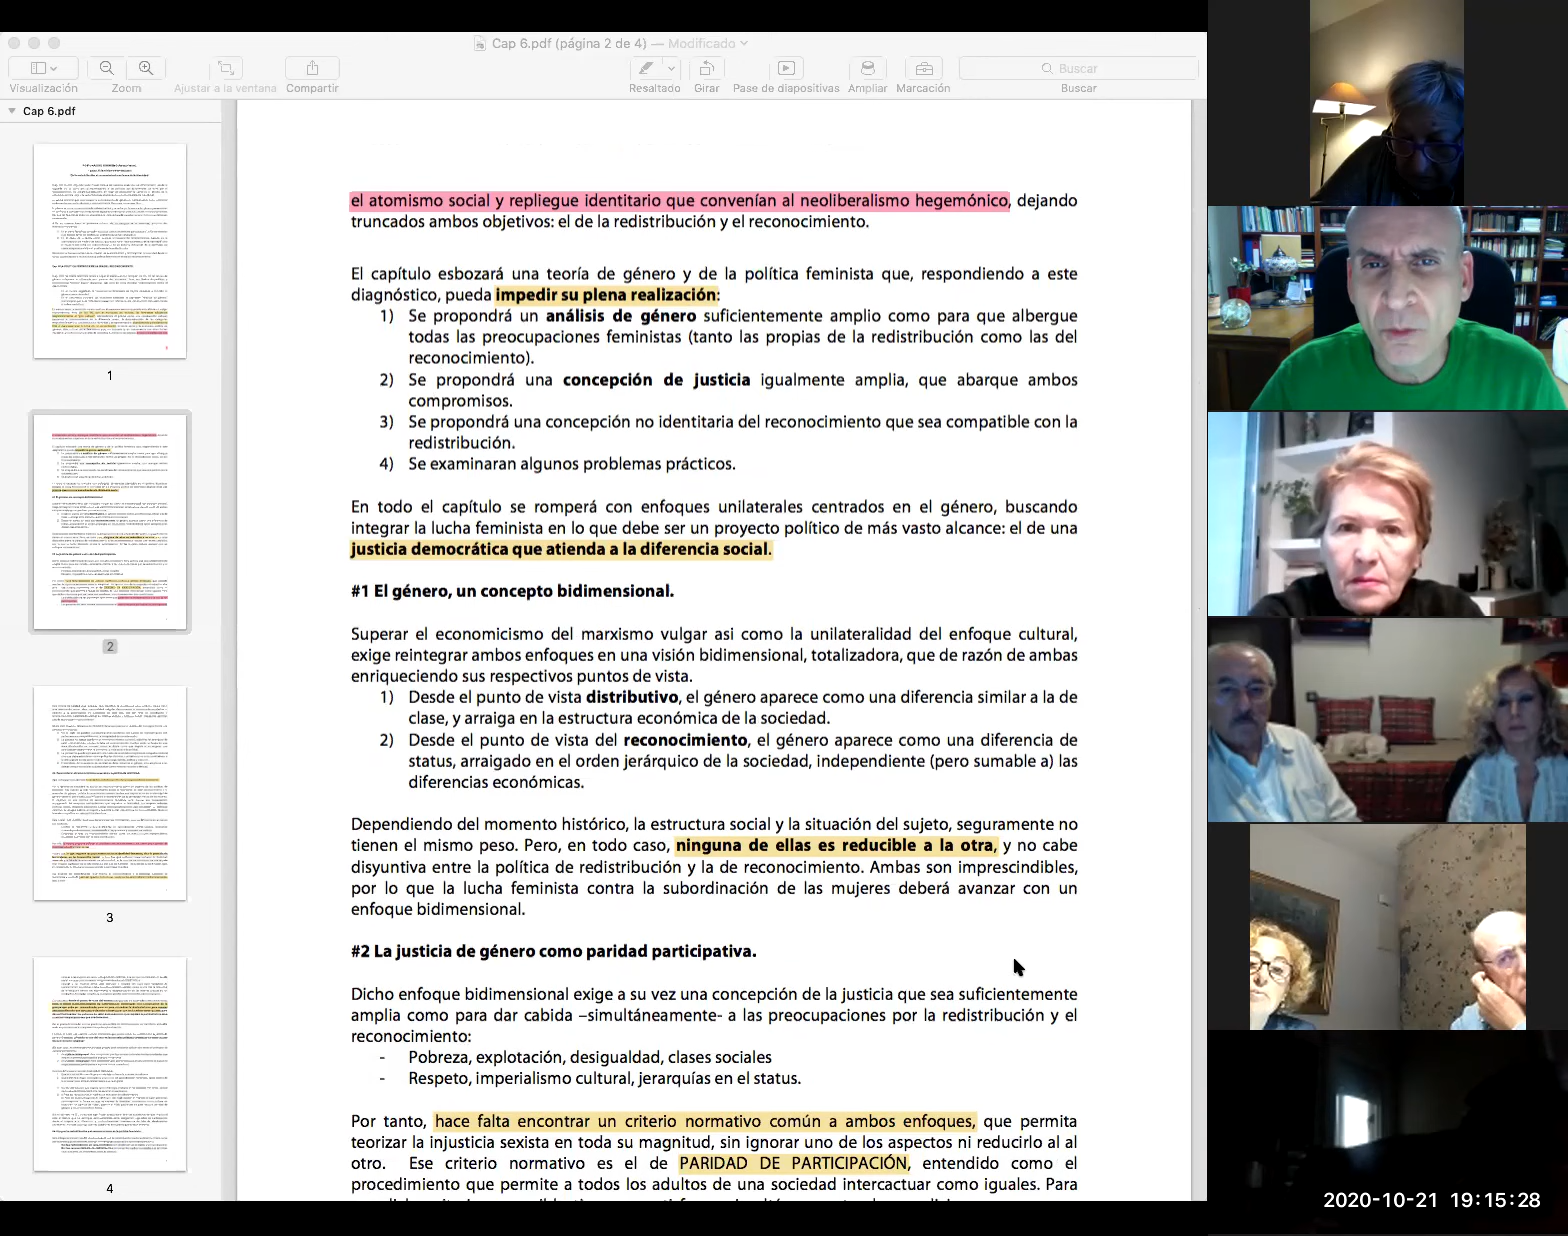 Cap 6.pdf (página 2 de 4) — Modificado
Visualización
Zoom
Ajustar a la ventana
Compartir
Resaltado
Girar
Pase de diapositivas
Ampliar
Marcación
Buscar
Buscar
Cap 6.pdf
1
2
3
4
el atomismo social y repliegue identitario que convenían al neoliberalismo hegemónico, dejando
truncados ambos objetivos: el de la redistribución y el reconocimiento.
El capítulo esbozará una teoría de género y de la política feminista que, respondiendo a este
diagnóstico, pueda impedir su plena realización:
1) Se propondrá un análisis de género suficientemente amplio como para que albergue
todas las preocupaciones feministas (tanto las propias de la redistribución como las del
reconocimiento).
2) Se propondrá una concepción de justicia igualmente amplia, que abarque ambos
compromisos.
3) Se propondrá una concepción no identitaria del reconocimiento que sea compatible con la
redistribución.
4) Se examinaran algunos problemas prácticos.
En todo el capítulo se romperá con enfoques unilaterales centrados en el género, buscando
integrar la lucha feminista en lo que debe ser un proyecto político de más vasto alcance: el de una
justicia democrática que atienda a la diferencia social.
#1 El género, un concepto bidimensional.
Superar el economicismo del marxismo vulgar asi como la unilateralidad del enfoque cultural,
exige reintegrar ambos enfoques en una visión bidimensional, totalizadora, que de razón de ambas
enriqueciendo sus respectivos puntos de vista.
1) Desde el punto de vista distributivo, el género aparece como una diferencia similar a la de
clase, y arraiga en la estructura económica de la sociedad.
2) Desde el punto de vista del reconocimiento, el género aparece como una diferencia de
status, arraigado en el orden jerárquico de la sociedad, independiente (pero sumable a) las
diferencias económicas.
Dependiendo del momento histórico, la estructura social y la situación del sujeto, seguramente no
tienen el mismo peso. Pero, en todo caso, ninguna de ellas es reducible a la otra, y no cabe
disyuntiva entre la política de redistribución y la de reconocimiento. Ambas son imprescindibles,
por lo que la lucha feminista contra la subordinación de las mujeres deberá avanzar con un
enfoque bidimensional.
#2 La justicia de género como paridad participativa.
Dicho enfoque bidimensional exige a su vez una concepción de la justicia que sea suficientemente
amplia como para dar cabida –simultáneamente- a las preocupaciones por la redistribución y el
reconocimiento:
- Pobreza, explotación, desigualdad, clases sociales
- Respeto, imperialismo cultural, jerarquías en el status.
Por tanto, hace falta encontrar un criterio normativo común a ambos enfoques, que permita
teorizar la injusticia sexista en toda su magnitud, sin ignorar uno de los aspectos ni reducirlo al al
otro. Ese criterio normativo es el de PARIDAD DE PARTICIPACIÓN, entendido como el
procedimiento que permite a todos los adultos de una sociedad intercactuar como iguales. Para
2020-10-21 19:15:28